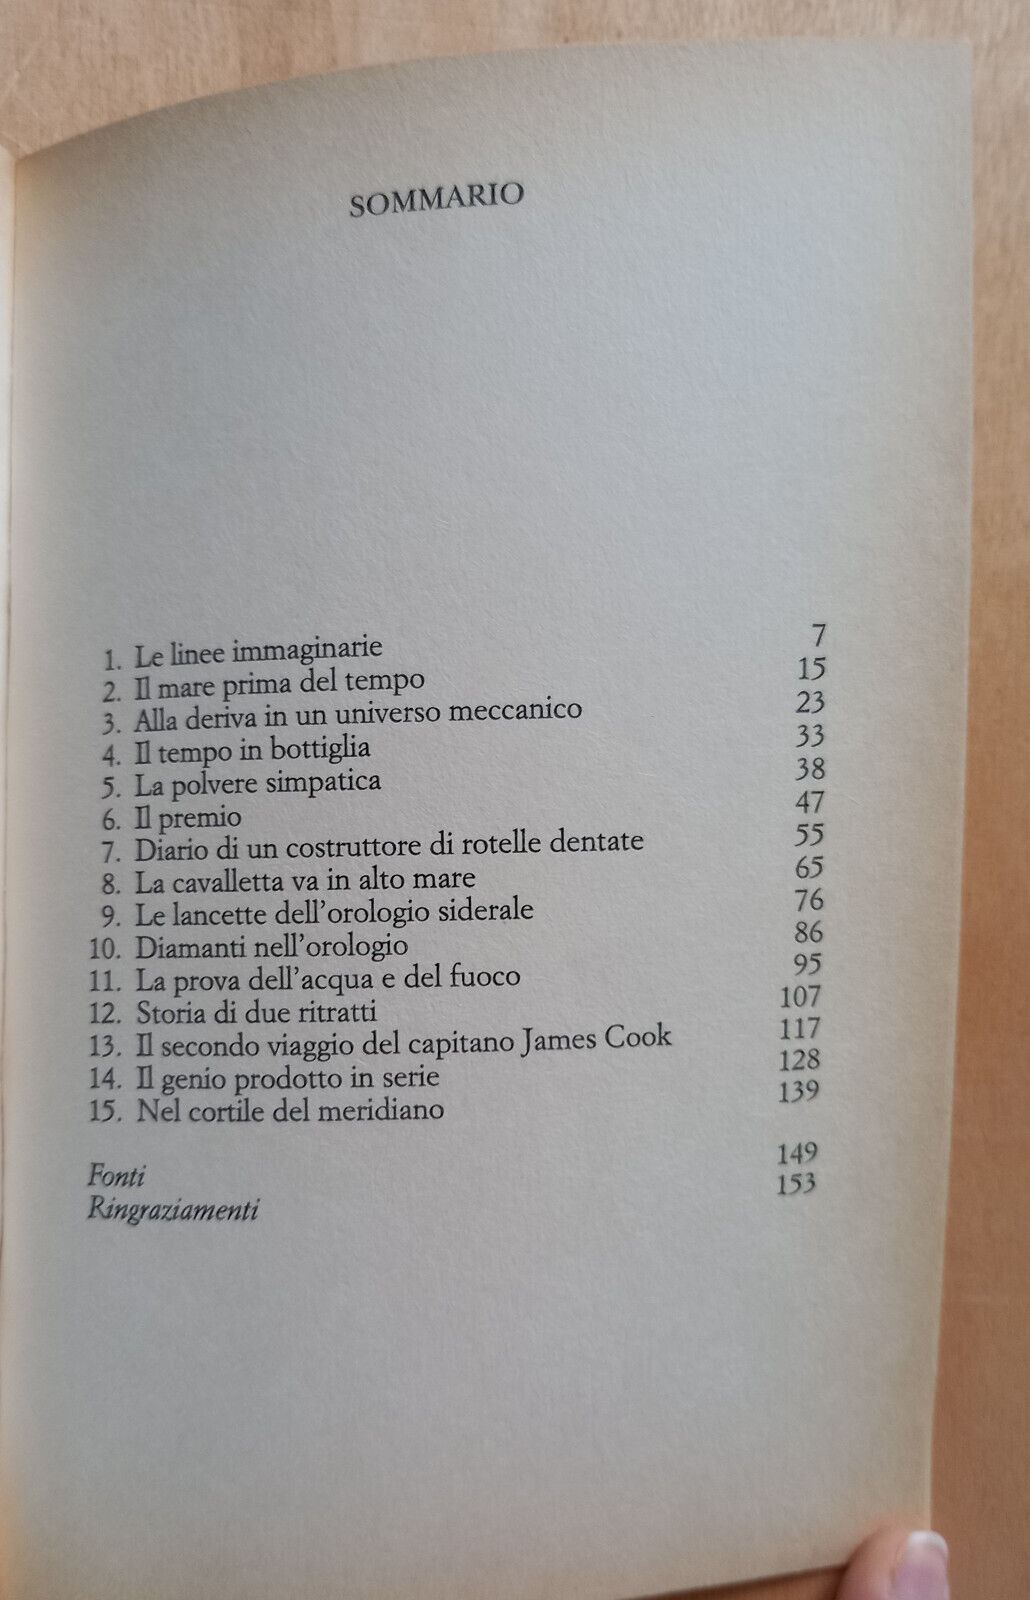 SOMMARIO
1. Le linee immaginarie 7
2. Il mare prima del tempo 15
3. Alla deriva in un universo meccanico 23
4. Il tempo in bottiglia 33
5. La polvere simpatica 38
6. Il premio 47
7. Diario di un costruttore di rotelle dentate 55
8. La cavalletta va in alto mare 65
9. Le lancette dell'orologio siderale 76
10. Diamanti nell'orologio 86
11. La prova dell'acqua e del fuoco 95
12. Storia di due ritratti 107
13. Il secondo viaggio del capitano James Cook 117
14. Il genio prodotto in serie 128
15. Nel cortile del meridiano 139
Fonti 149
Ringraziamenti 153